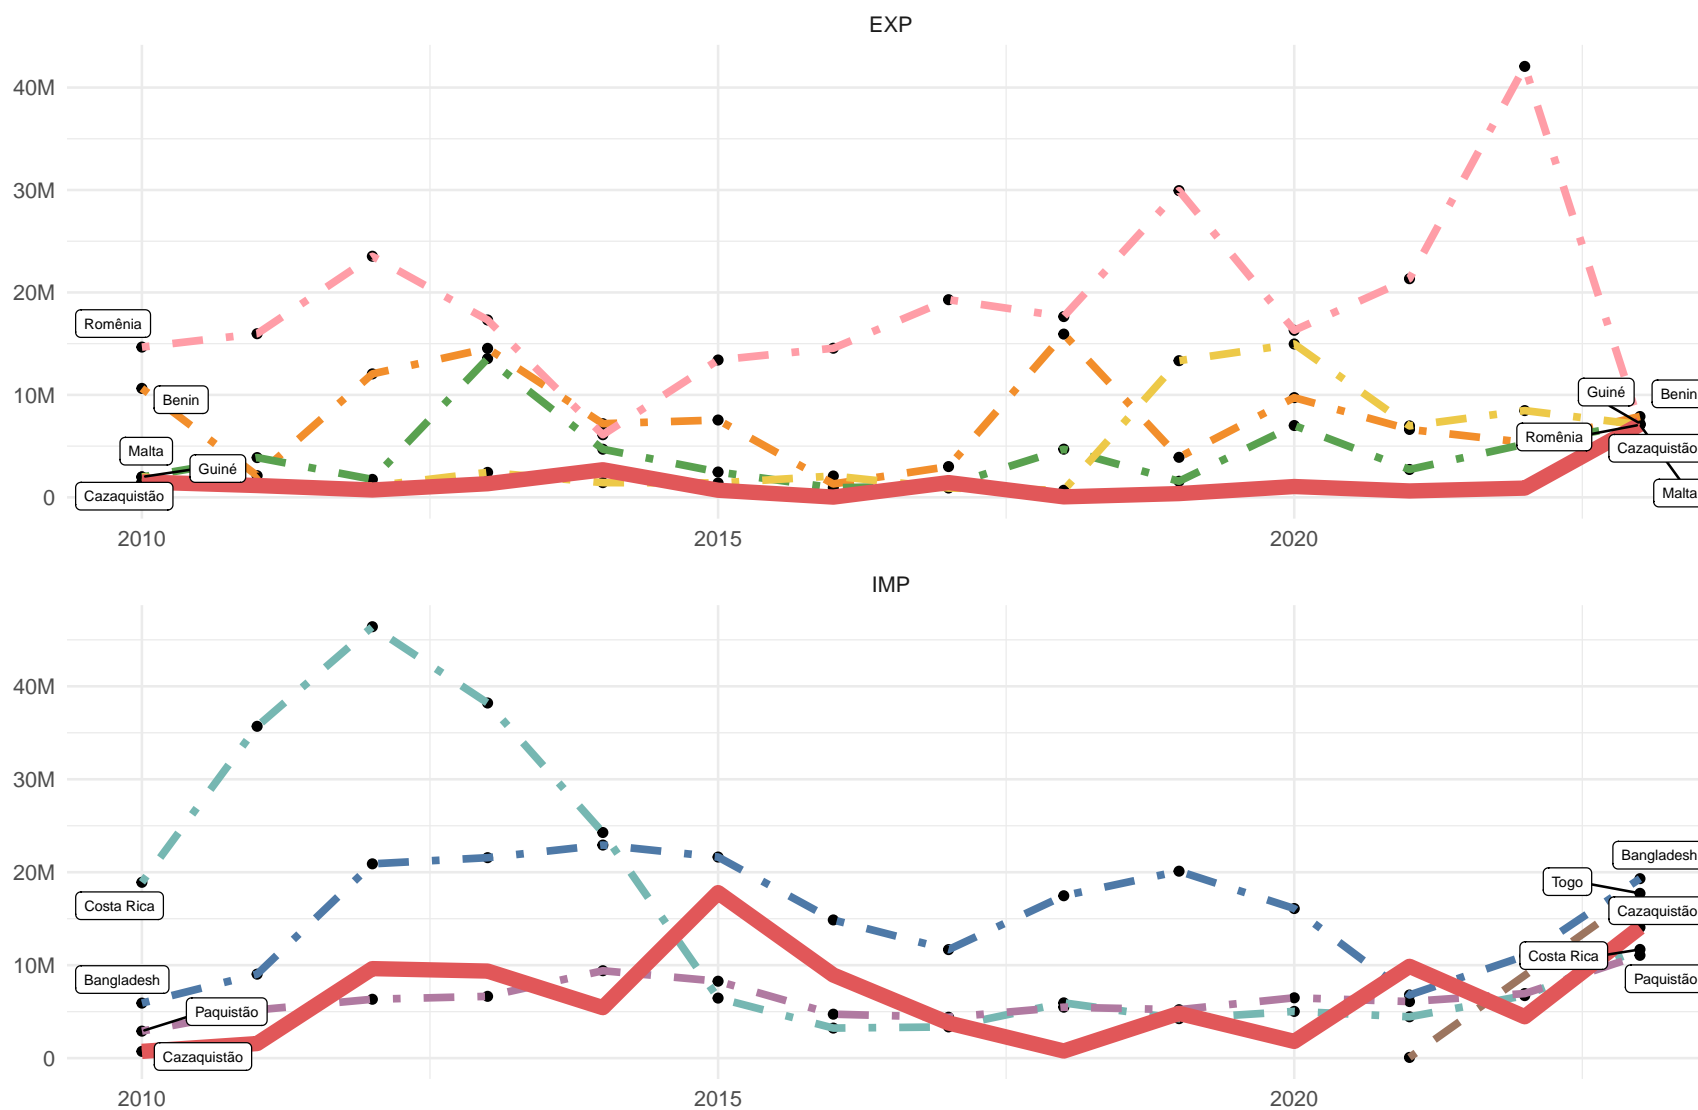 EXP
40M
30M
20M
10M
0
Romênia
Benin
Malta
Guiné
Cazaquistão
Guiné
Benin
Romênia
Cazaquistão
Malta
2010
2015
2020
IMP
40M
30M
20M
10M
0
Costa Rica
Bangladesh
Paquistão
Cazaquistão
Bangladesh
Togo
Cazaquistão
Costa Rica
Paquistão
2010
2015
2020